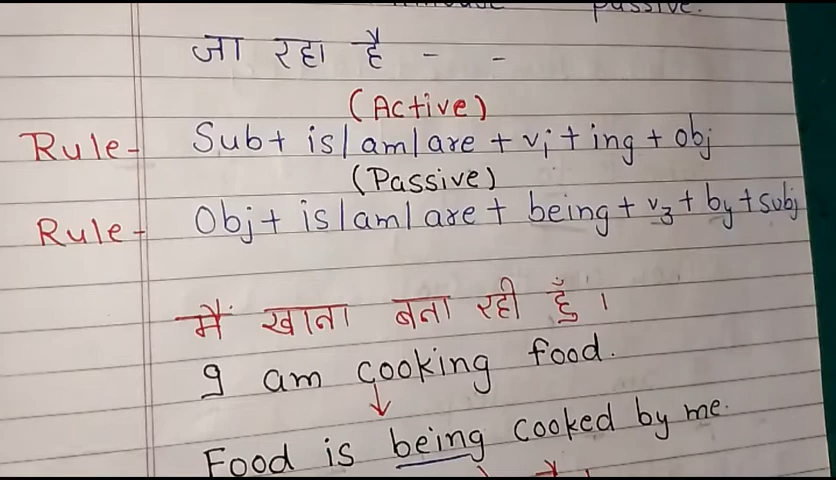 passive.
जा रहा है - -
(Active)
Rule- Sub+ is/am/are + v₁ + ing + obj
(Passive)
Rule- Obj+ is/am/are + being + v₃ + by + subj
मैं खाना बना रही हूँ।
I am cooking food.
↓
Food is being cooked by me.